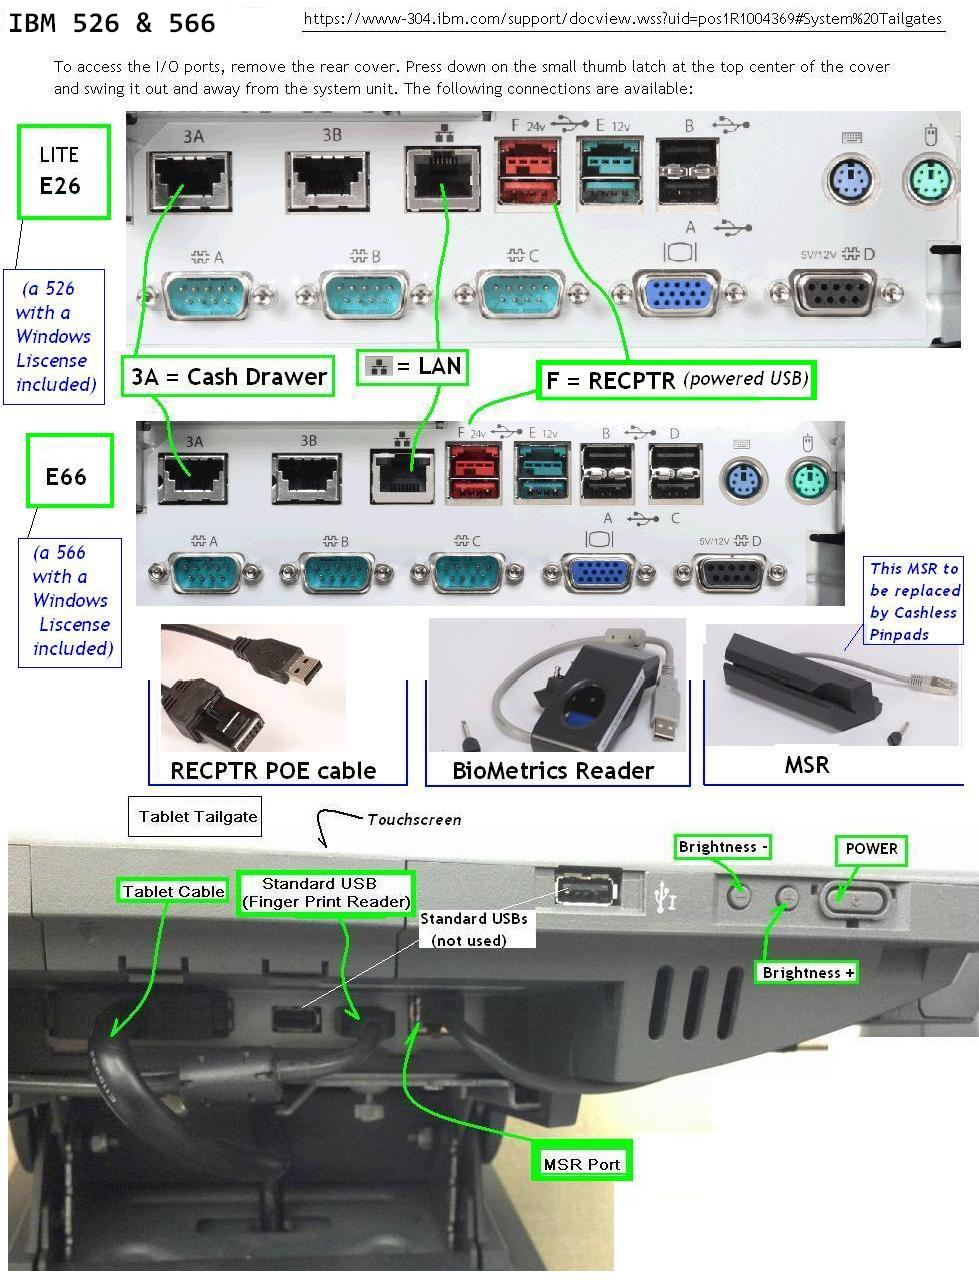 IBM 526 & 566
https://www-304.ibm.com/support/docview.wss?uid=pos1R1004369#System%20Tailgates
To access the I/O ports, remove the rear cover. Press down on the small thumb latch at the top center of the cover
and swing it out and away from the system unit. The following connections are available:
LITE
E26
3A
3B
F 24v
E 12v
B
A
A
B
C
5V/12V D
(a 526
with a
Windows
Liscense
included)
3A = Cash Drawer
= LAN
F = RECPTR (powered USB)
E66
3A
3B
F 24v
E 12v
B
D
A
C
A
B
C
5V/12V D
(a 566
with a
Windows
Liscense
included)
This MSR to
be replaced
by Cashless
Pinpads
RECPTR POE cable
BioMetrics Reader
MSR
Tablet Tailgate
Touchscreen
Brightness -
POWER
Tablet Cable
Standard USB
(Finger Print Reader)
Standard USBs
(not used)
Brightness +
MSR Port